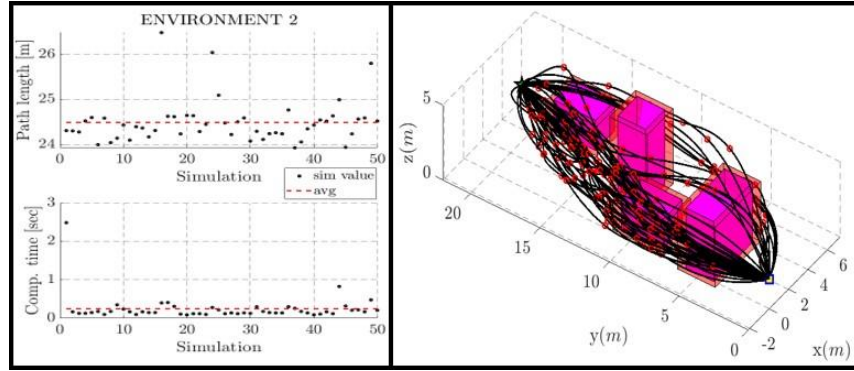 ENVIRONMENT 2
Path length [m]
26
25
24
0 10 20 30 40 50
Simulation
sim value
avg
Comp. time [sec]
3
2
1
0
0 10 20 30 40 50
Simulation
z(m)
5
0
20
15
10
5
0
y(m)
6
4
2
0
-2
x(m)